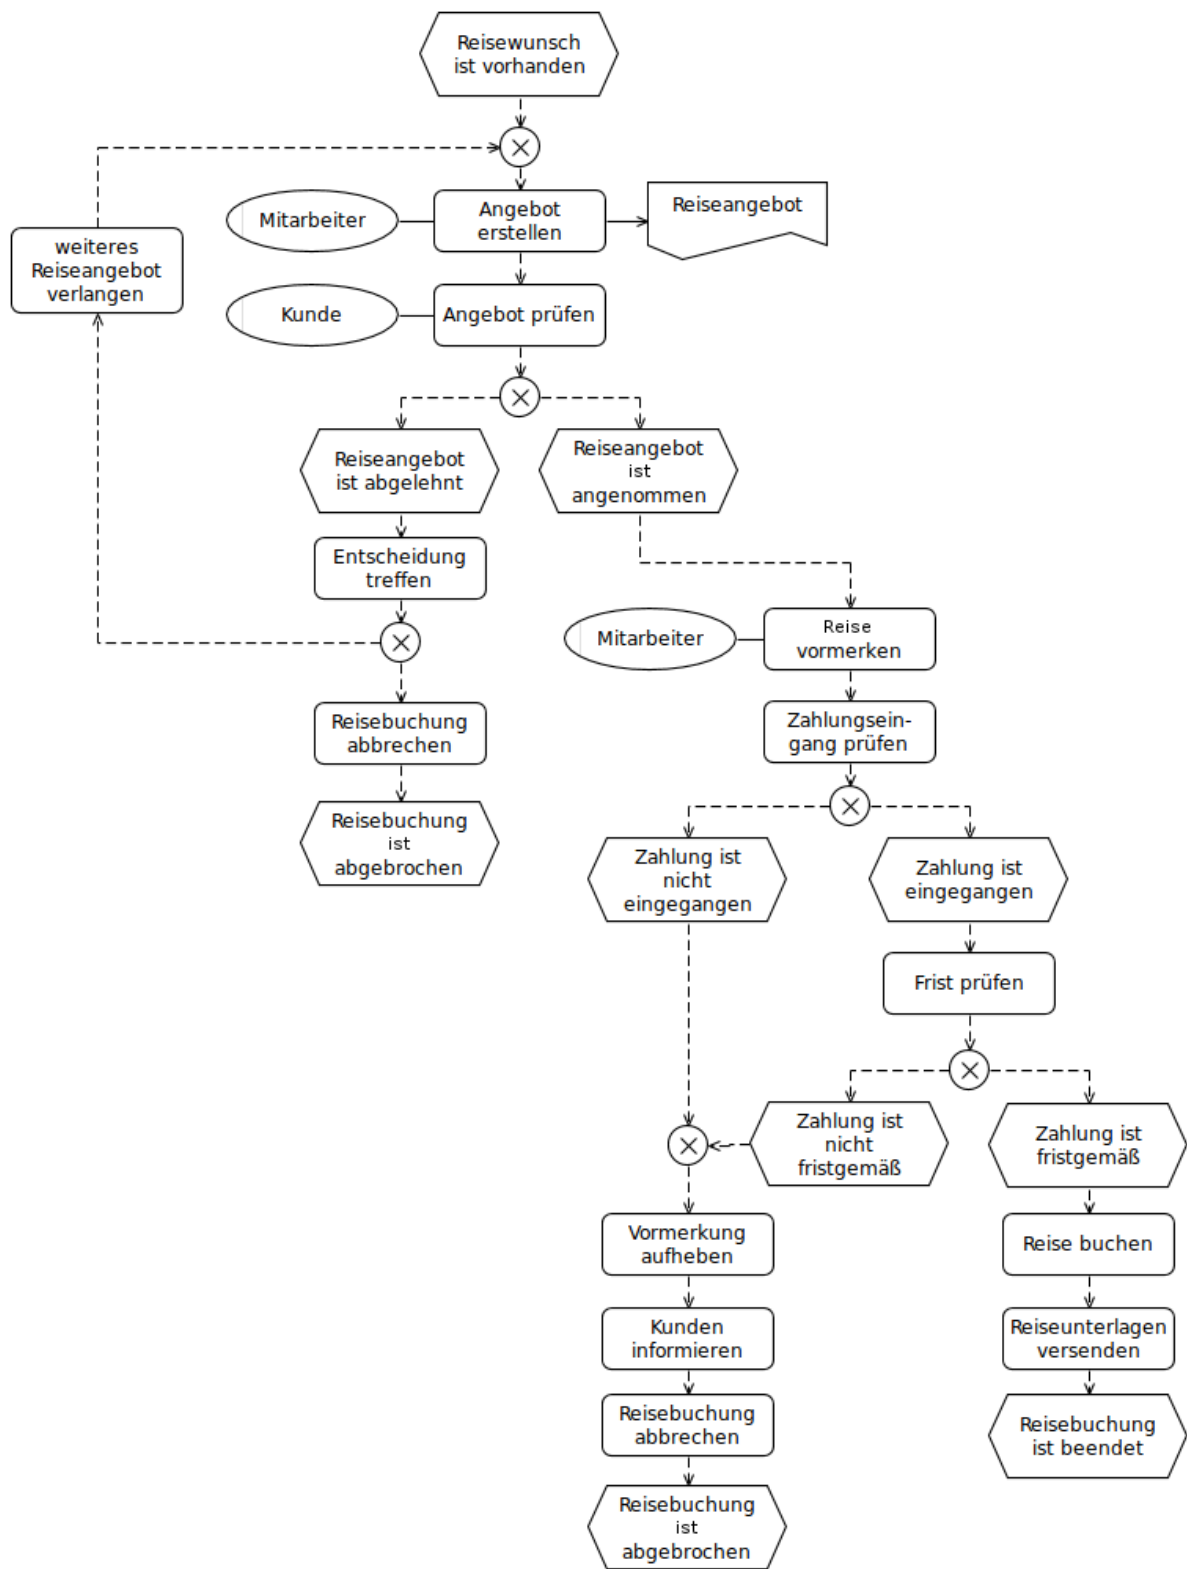 Reisewunsch
ist vorhanden
Mitarbeiter
Angebot
erstellen
Reiseangebot
weiteres
Reiseangebot
verlangen
Kunde
Angebot prüfen
Reiseangebot
ist abgelehnt
Reiseangebot
ist
angenommen
Entscheidung
treffen
Mitarbeiter
Reise
vormerken
Reisebuchung
abbrechen
Zahlungsein-
gang prüfen
Reisebuchung
ist
abgebrochen
Zahlung ist
nicht
eingegangen
Zahlung ist
eingegangen
Frist prüfen
Zahlung ist
nicht
fristgemäß
Zahlung ist
fristgemäß
Vormerkung
aufheben
Reise buchen
Kunden
informieren
Reiseunterlagen
versenden
Reisebuchung
abbrechen
Reisebuchung
ist beendet
Reisebuchung
ist
abgebrochen